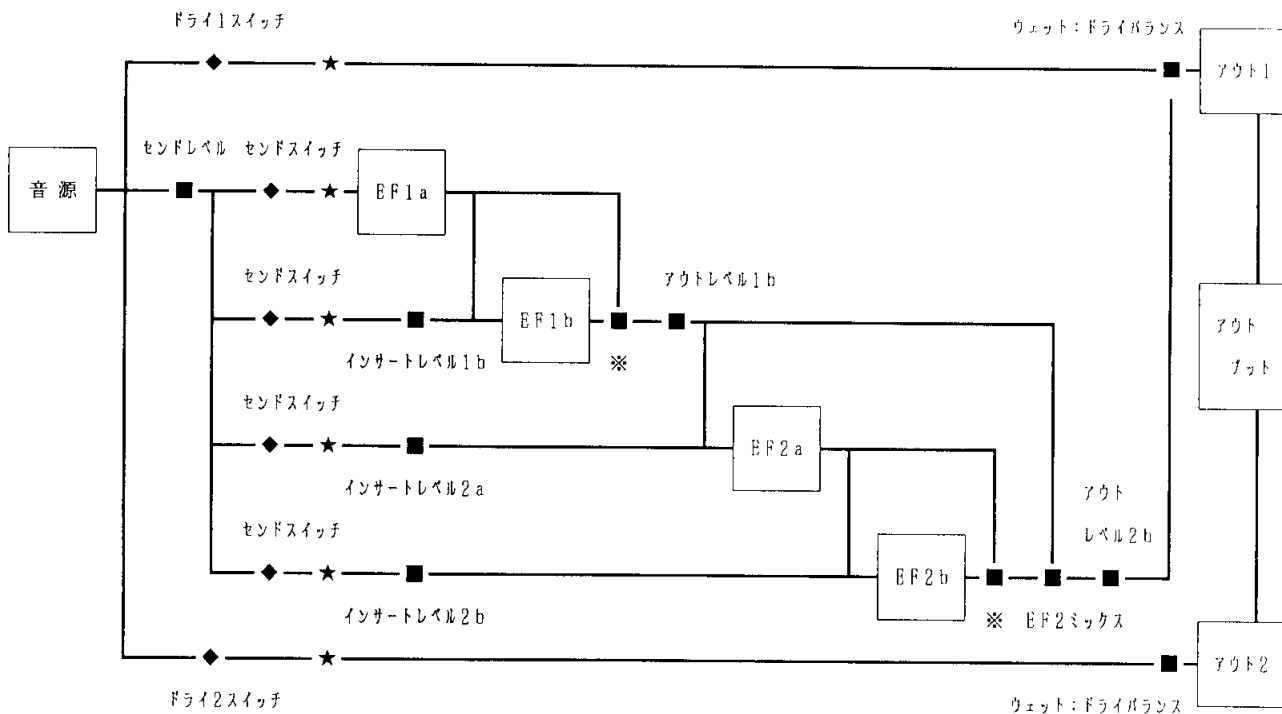 ドライ1スイッチ
ウェット:ドライバランス
アウト1
センドレベル センドスイッチ
音源
EF1a
センドスイッチ
アウトレベル1b
EF1b
アウト
プット
インサートレベル1b
※
センドスイッチ
EF2a
インサートレベル2a
アウト
レベル2b
センドスイッチ
EF2b
インサートレベル2b
※ EF2ミックス
アウト2
ドライ2スイッチ
ウェット:ドライバランス